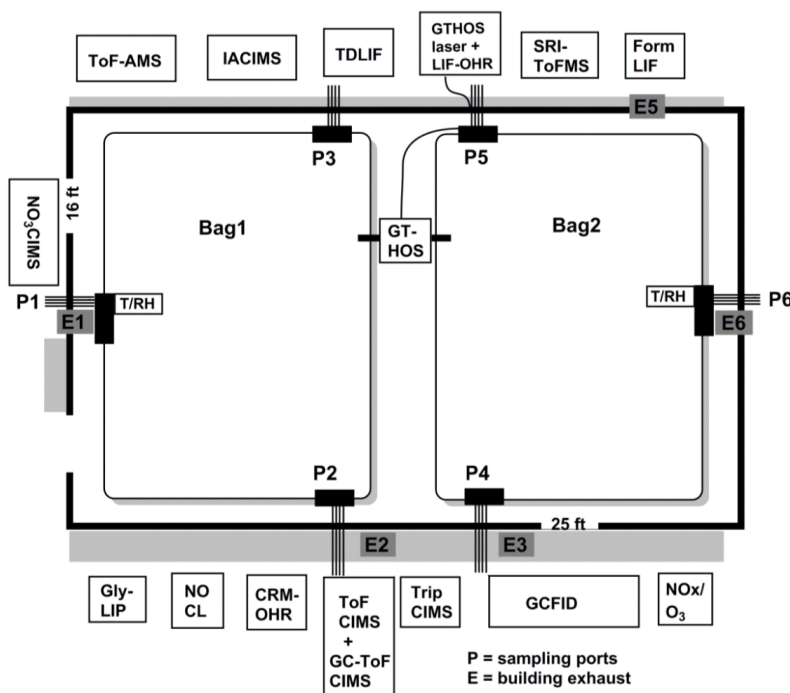 ToF-AMS
IACIMS
TDLIF
GTHOS
laser +
LIF-OHR
SRI-
ToFMS
Form
LIF
E5
P3
P5
NO₃CIMS
16 ft
Bag1
GT-
HOS
Bag2
P1
T/RH
T/RH
P6
E1
E6
P2
P4
25 ft
E2
E3
Gly-
LIP
NO
CL
CRM-
OHR
ToF
CIMS
+
GC-ToF
CIMS
Trip
CIMS
GCFID
NOx/
O₃
P = sampling ports
E = building exhaust